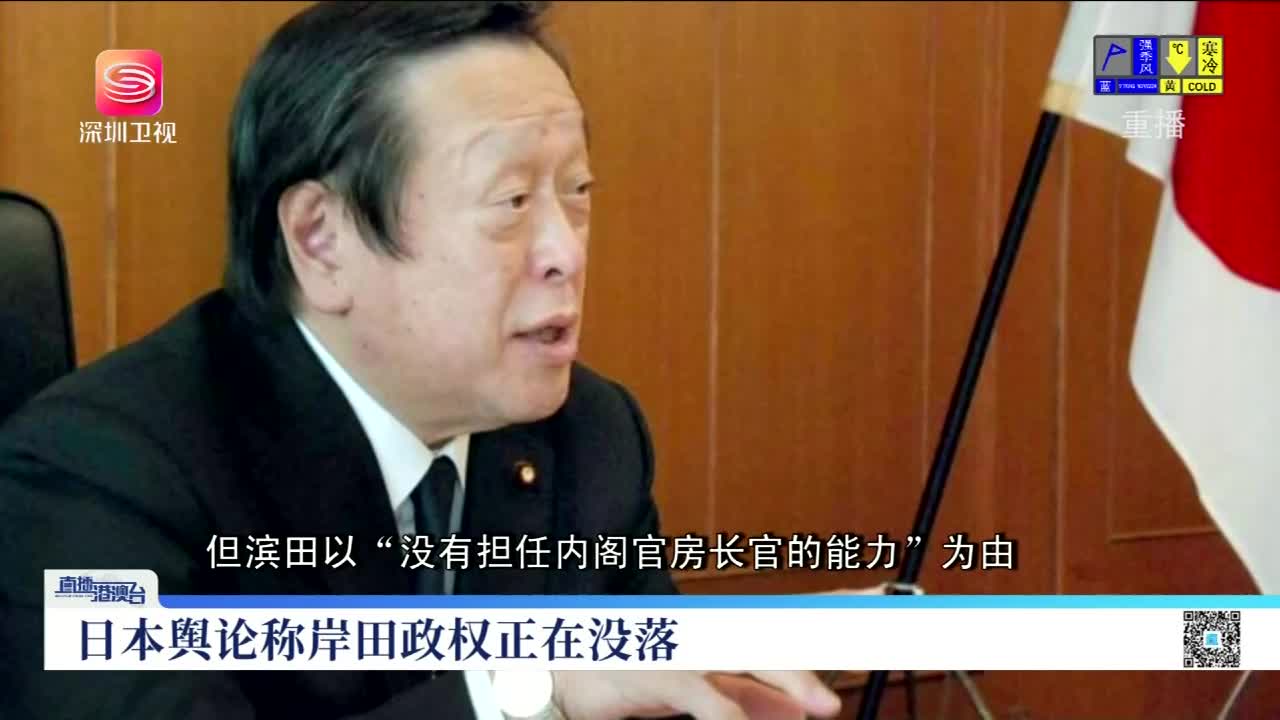 深圳卫视
强季风
℃
寒冷
蓝
黄
COLD
重播
但滨田以“没有担任内阁官房长官的能力”为由
直播港澳台
日本舆论称岸田政权正在没落